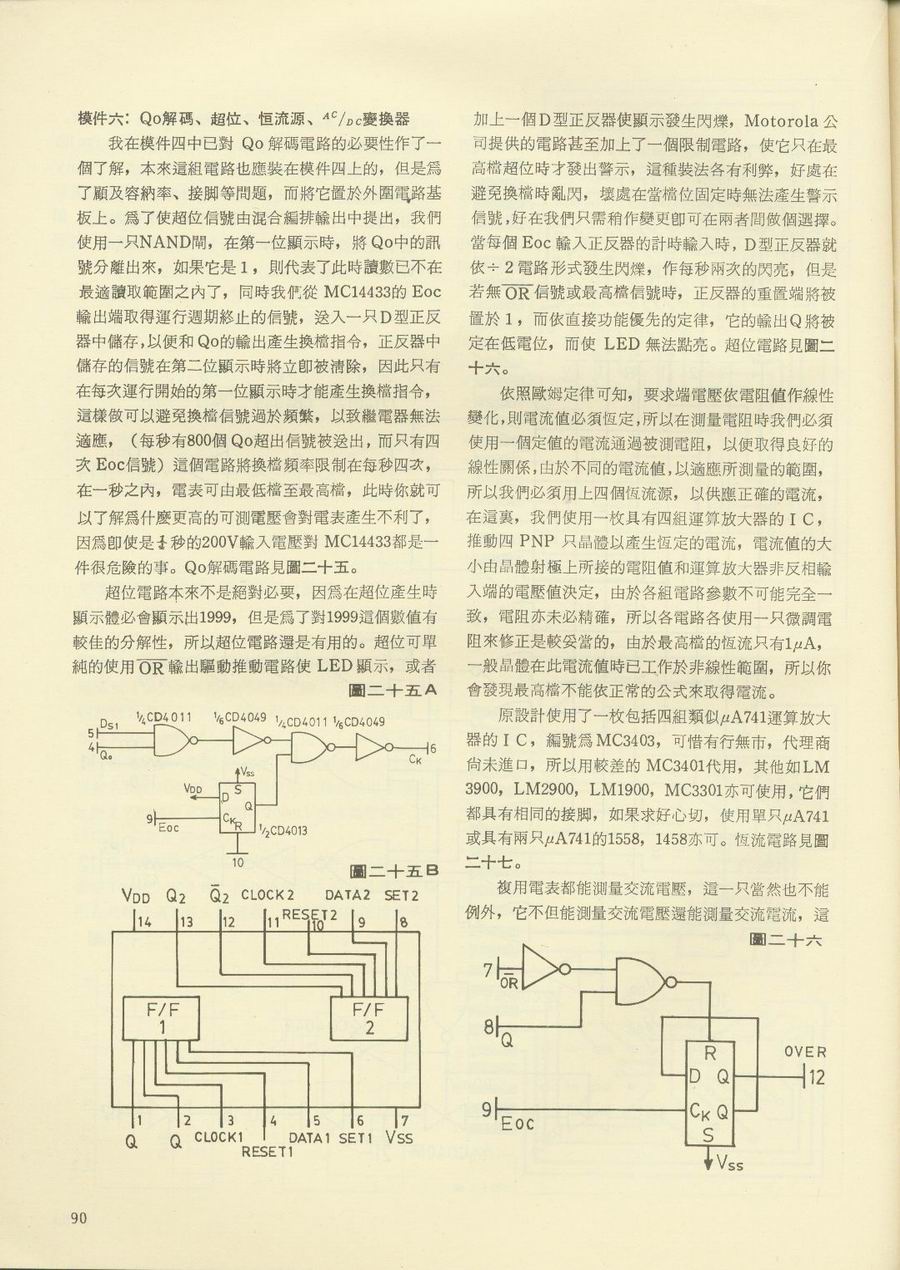 模件六：Qo解碼、超位、恒流源、AC/DC變換器
我在模件四中已對 Qo 解碼電路的必要性作了一
個了解，本來這組電路也應裝在模件四上的，但是爲
了顧及容納率、接脚等問題，而將它置於外圍電路基
板上。爲了使超位信號由混合編排輸出中提出，我們
使用一只NAND閘，在第一位顯示時，將 Qo中的訊
號分離出來，如果它是 1，則代表了此時讀數已不在
最適讀取範圍之內了，同時我們從 MC14433的 Eoc
輸出端取得運行週期終止的信號，送入一只D型正反
器中儲存，以便和 Qo的輸出產生換檔指令，正反器中
儲存的信號在第二位顯示時將立卽被淸除，因此只有
在每次運行開始的第一位顯示時才能產生換檔指令，
這樣做可以避免換檔信號過於頻繁，以致繼電器無法
適應，（每秒有800個 Qo超出信號被送出，而只有四
次 Eoc信號）這個電路將換檔頻率限制在每秒四次，
在一秒之內，電表可由最低檔至最高檔，此時你就可
以了解爲什麽更高的可測電壓會對電表產生不利了，
因爲卽使是秒的200V輸入電壓對 MC14433都是一
件很危險的事。Qo解碼電路見圖二十五。
超位電路本來不是絕對必要，因爲在超位產生時
顯示體必會顯示出1999，但是爲了對1999這個數值有
較佳的分解性，所以超位電路還是有用的。超位可單
純的使用 O̅R̅ 輸出驅動推動電路使 LED 顯示，或者
圖二十五A
DS1 ¼CD4011 ⅙CD4049 ¼CD4011 ⅙CD4049
5
4
Qo
6
CK
VSS
VDD
S
D
Q
9
Eoc
CK
R
½CD4013
10
圖二十五B
VDD Q2 Q̅2 CLOCK2 RESET2 DATA2 SET2
14 13 12 11 10 9 8
F/F
1
F/F
2
1 2 3 4 5 6 7
Q Q CLOCK1 RESET1 DATA1 SET1 VSS
90
加上一個D型正反器使顯示發生閃爍，Motorola 公
司提供的電路甚至加上了一個限制電路，使它只在最
高檔超位時才發出警示，這種裝法各有利弊，好處在
避免換檔時亂閃，壞處在當檔位固定時無法產生警示
信號，好在我們只需稍作變更卽可在兩者間做個選擇。
當每個 Eoc 輸入正反器的計時輸入時，D型正反器就
依÷2電路形式發生閃爍，作每秒兩次的閃亮，但是
若無 O̅R̅ 信號或最高檔信號時，正反器的重置端將被
置於 1，而依直接功能優先的定律，它的輸出Q將被
定在低電位，而使 LED 無法點亮。超位電路見圖二
十六。
依照歐姆定律可知，要求端電壓依電阻值作線性
變化，則電流值必須恆定，所以在測量電阻時我們必須
使用一個定值的電流通過被測電阻，以便取得良好的
線性關係，由於不同的電流值，以適應所測量的範圍，
所以我們必須用上四個恆流源，以供應正確的電流，
在這裏，我們使用一枚具有四組運算放大器的ＩＣ，
推動四 PNP 只晶體以產生恆定的電流，電流值的大
小由晶體射極上所接的電阻值和運算放大器非反相輸
入端的電壓值決定，由於各組電路參數不可能完全一
致，電阻亦未必精確，所以各電路各使用一只微調電
阻來修正是較妥當的，由於最高檔的恆流只有1μA，
一般晶體在此電流值時已工作於非線性範圍，所以你
會發現最高檔不能依正常的公式來取得電流。
原設計使用了一枚包括四組類似μA741運算放大
器的ＩＣ，編號爲MC3403，可惜有行無市，代理商
尙未進口，所以用較差的 MC3401代用，其他如LM
3900，LM2900，LM1900，MC3301亦可使用，它們
都具有相同的接脚，如果求好心切，使用單只μA741
或具有兩只μA741的1558，1458亦可。恆流電路見圖
二十七。
複用電表都能測量交流電壓，這一只當然也不能
例外，它不但能測量交流電壓還能測量交流電流，這
圖二十六
7
O̅R
8
Q
9
Eoc
R
D Q
CK Q
S
VSS
OVER
12